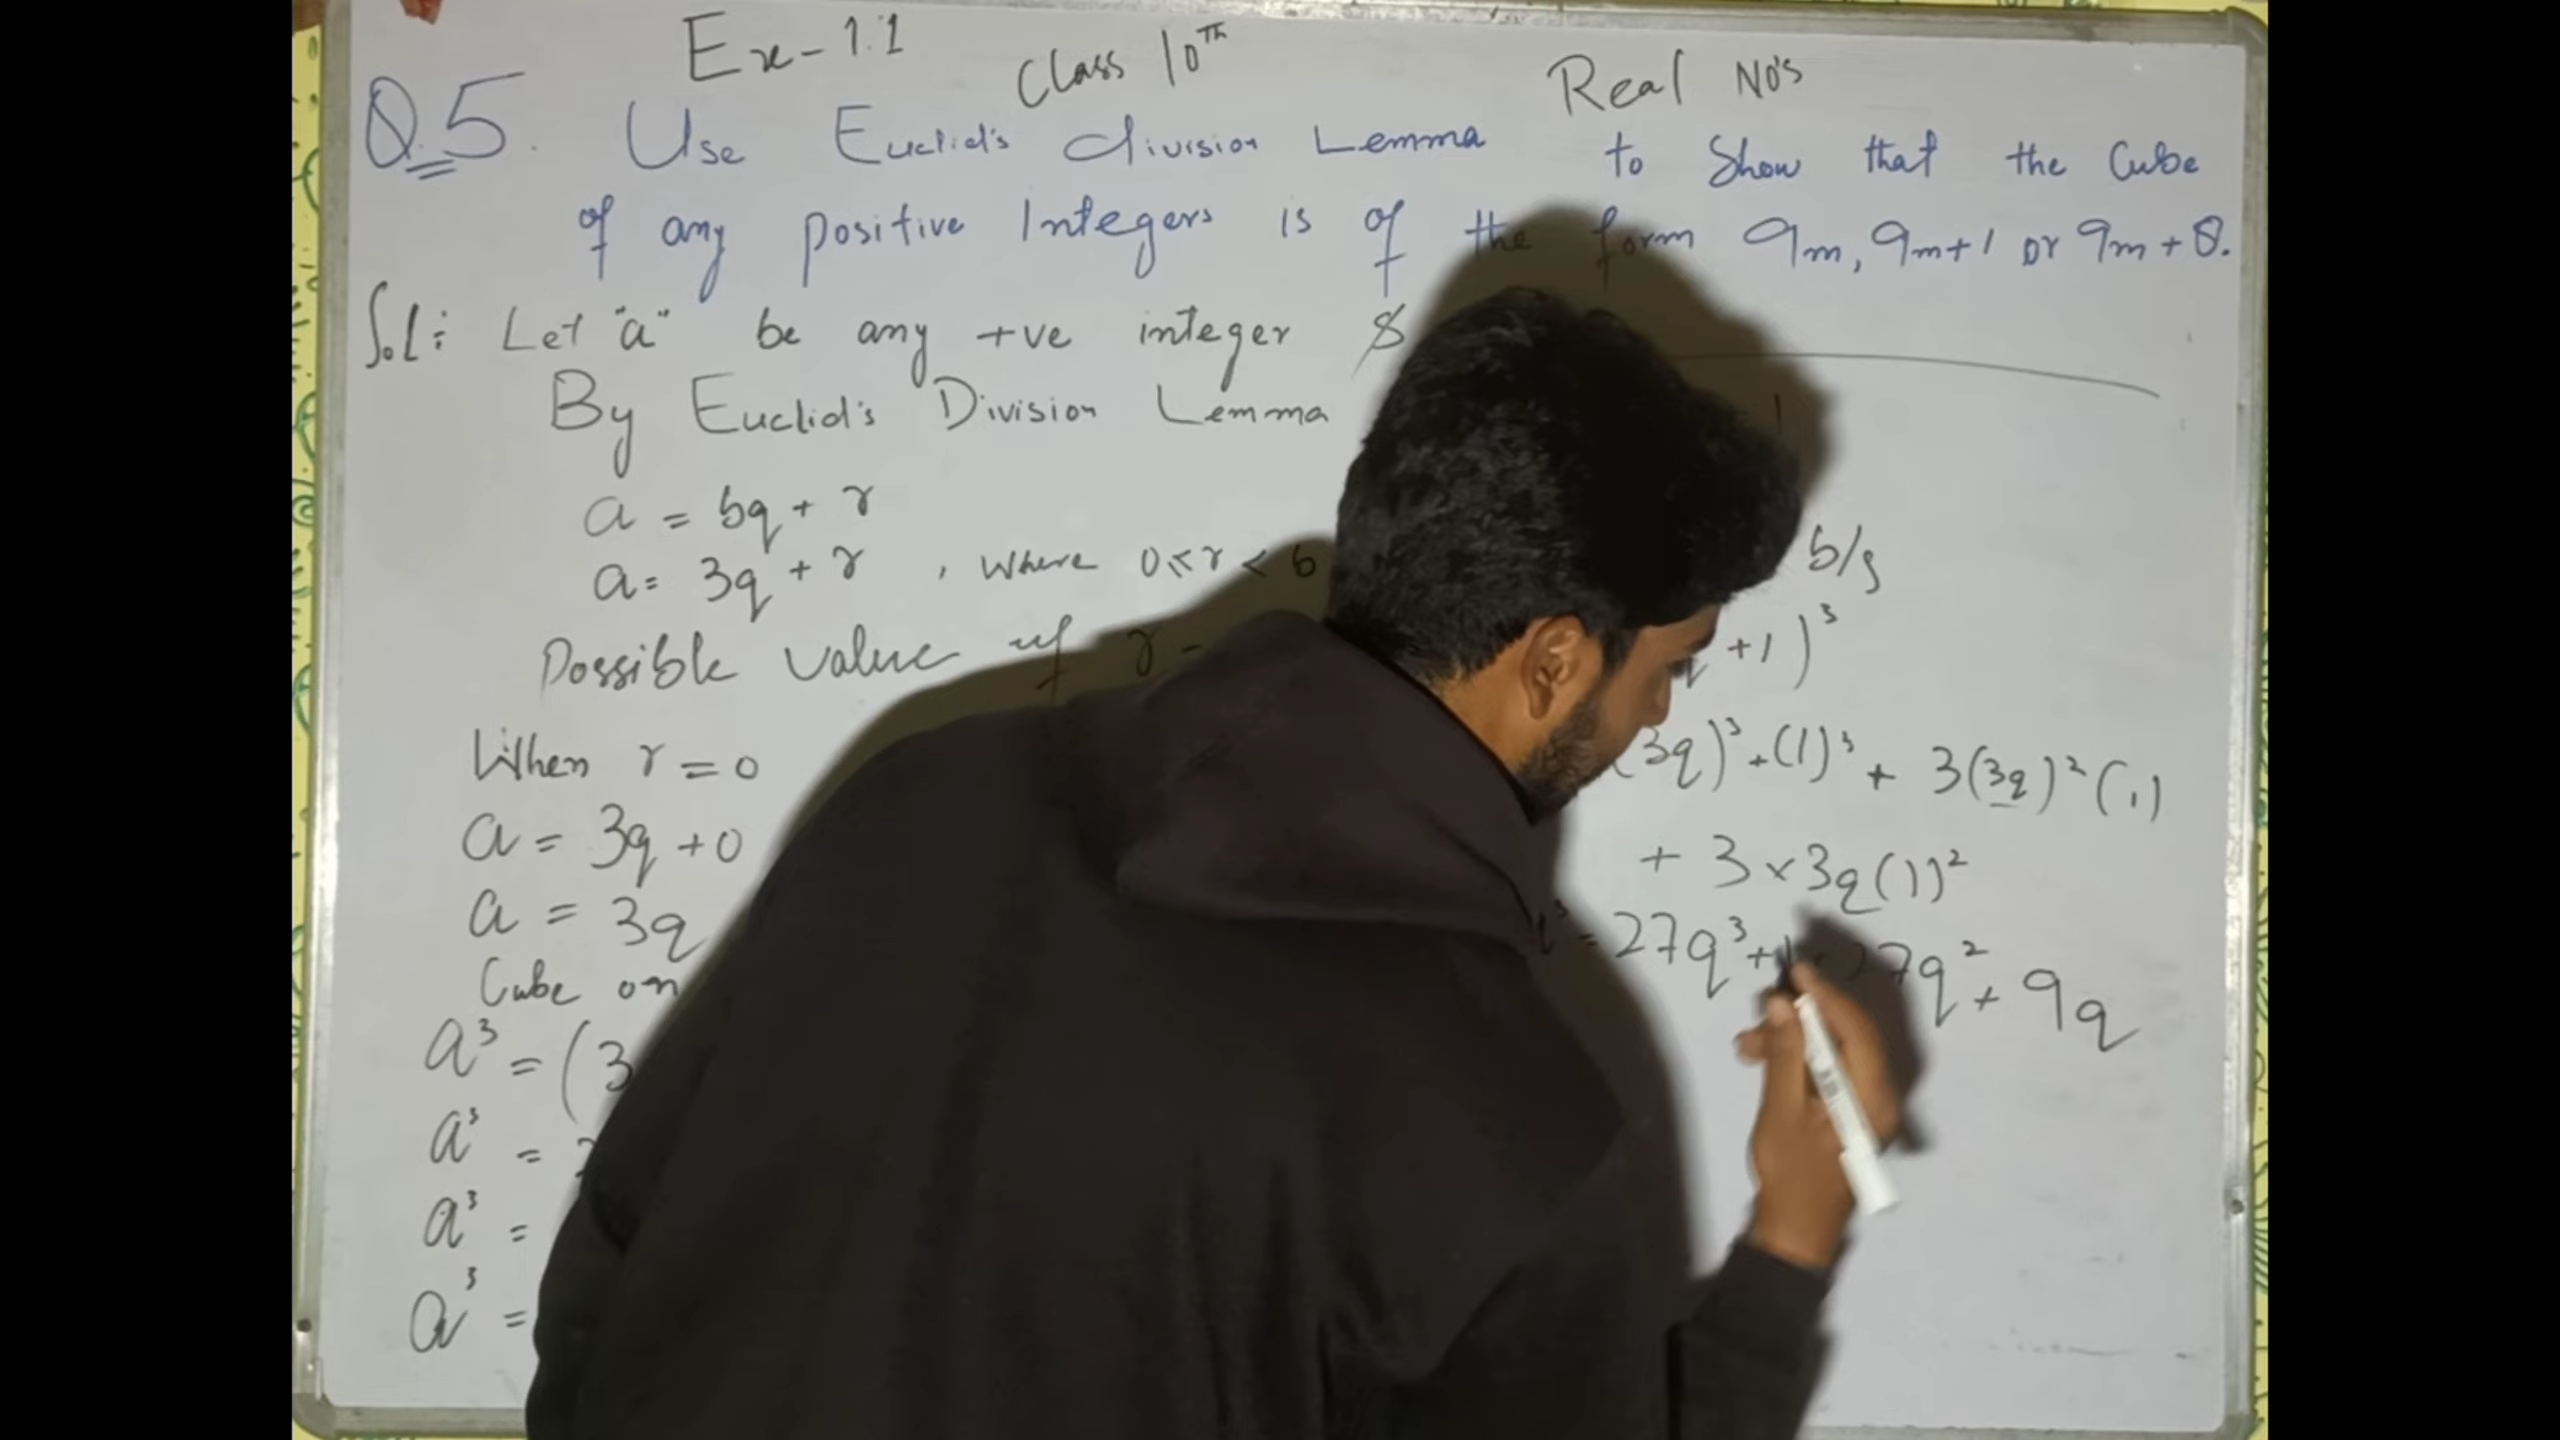 Ex-1.1 Class 10th Real No's
Q.5. Use Euclid's division Lemma to Show that the Cube
of any positive Integers is of the form 9m, 9m+1 or 9m+8.
Sol: Let "a" be any +ve integer &
By Euclid's Division Lemma
a = bq + r
a = 3q + r , where 0 ≤ r < b
Possible value of r
When r = 0
a = 3q + 0
a = 3q
Cube on
a³ = (3
a³ =
a³ =
a³ =
b/s
+1)³
(3q)³ + (1)³ + 3(3q)²(1)
+ 3×3q(1)²
= 27q³ + 1 + 27q² + 9q